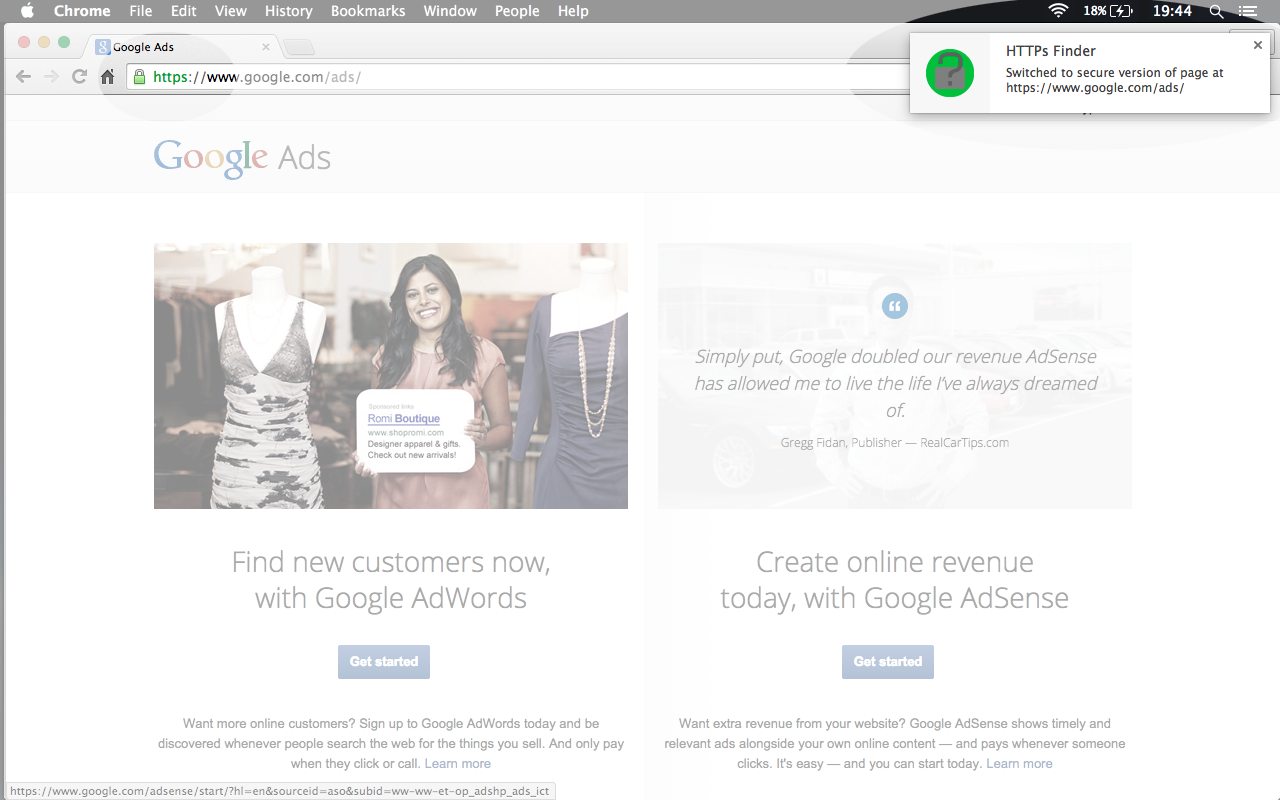 Chrome File Edit View History Bookmarks Window People Help 18% 19:44
Google Ads
https://www.google.com/ads/
HTTPs Finder
Switched to secure version of page at
https://www.google.com/ads/
Google Ads
Sponsored links
Romi Boutique
www.shopromi.com
Designer apparel & gifts.
Check out new arrivals!
Simply put, Google doubled our revenue AdSense
has allowed me to live the life I've always dreamed
of.
Gregg Fidan, Publisher — RealCarTips.com
Find new customers now,
with Google AdWords
Get started
Want more online customers? Sign up to Google AdWords today and be
discovered whenever people search the web for the things you sell. And only pay
when they click or call. Learn more
Create online revenue
today, with Google AdSense
Get started
Want extra revenue from your website? Google AdSense shows timely and
relevant ads alongside your own online content — and pays whenever someone
clicks. It's easy — and you can start today. Learn more
https://www.google.com/adsense/start/?hl=en&sourceid=aso&subid=ww-ww-et-op_adshp_ads_ict